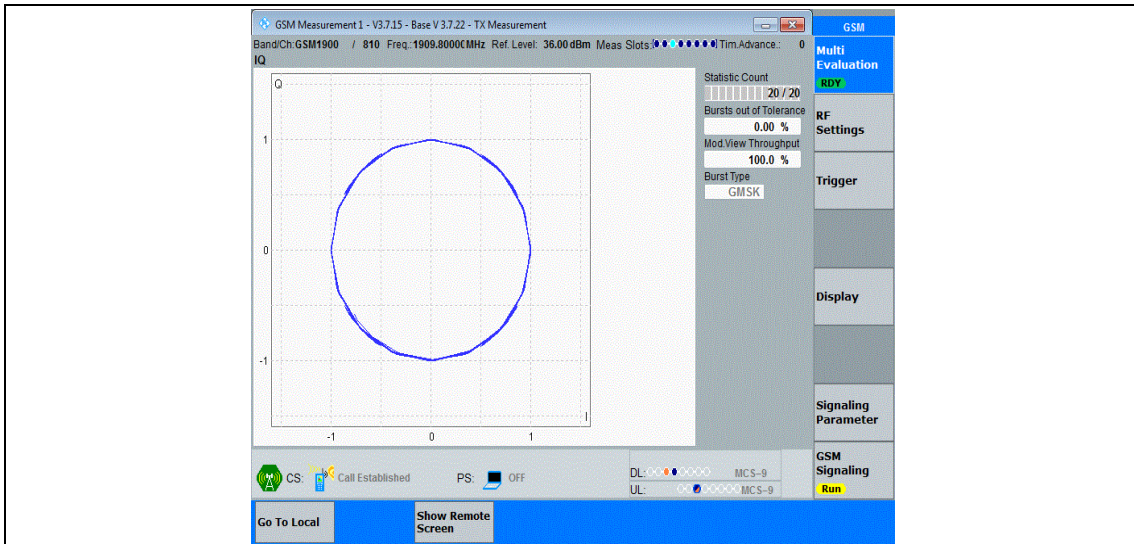 GSM Measurement 1 - V3.7.15 - Base V 3.7.22 - TX Measurement
GSM
Band/Ch: GSM1900 / 810 Freq.: 1909.8000 MHz Ref. Level: 36.00 dBm Meas Slots: Tim.Advance.: 0
IQ
Multi
Evaluation
RDY
Q
Statistic Count
20 / 20
Bursts out of Tolerance
0.00 %
Mod.View Throughput
100.0 %
Burst Type
GMSK
RF
Settings
Trigger
1
0
Display
-1
I
-1 0 1
Signaling
Parameter
GSM
Signaling
Run
CS: Call Established PS: OFF
DL: MCS-9
UL: MCS-9
Go To Local
Show Remote
Screen